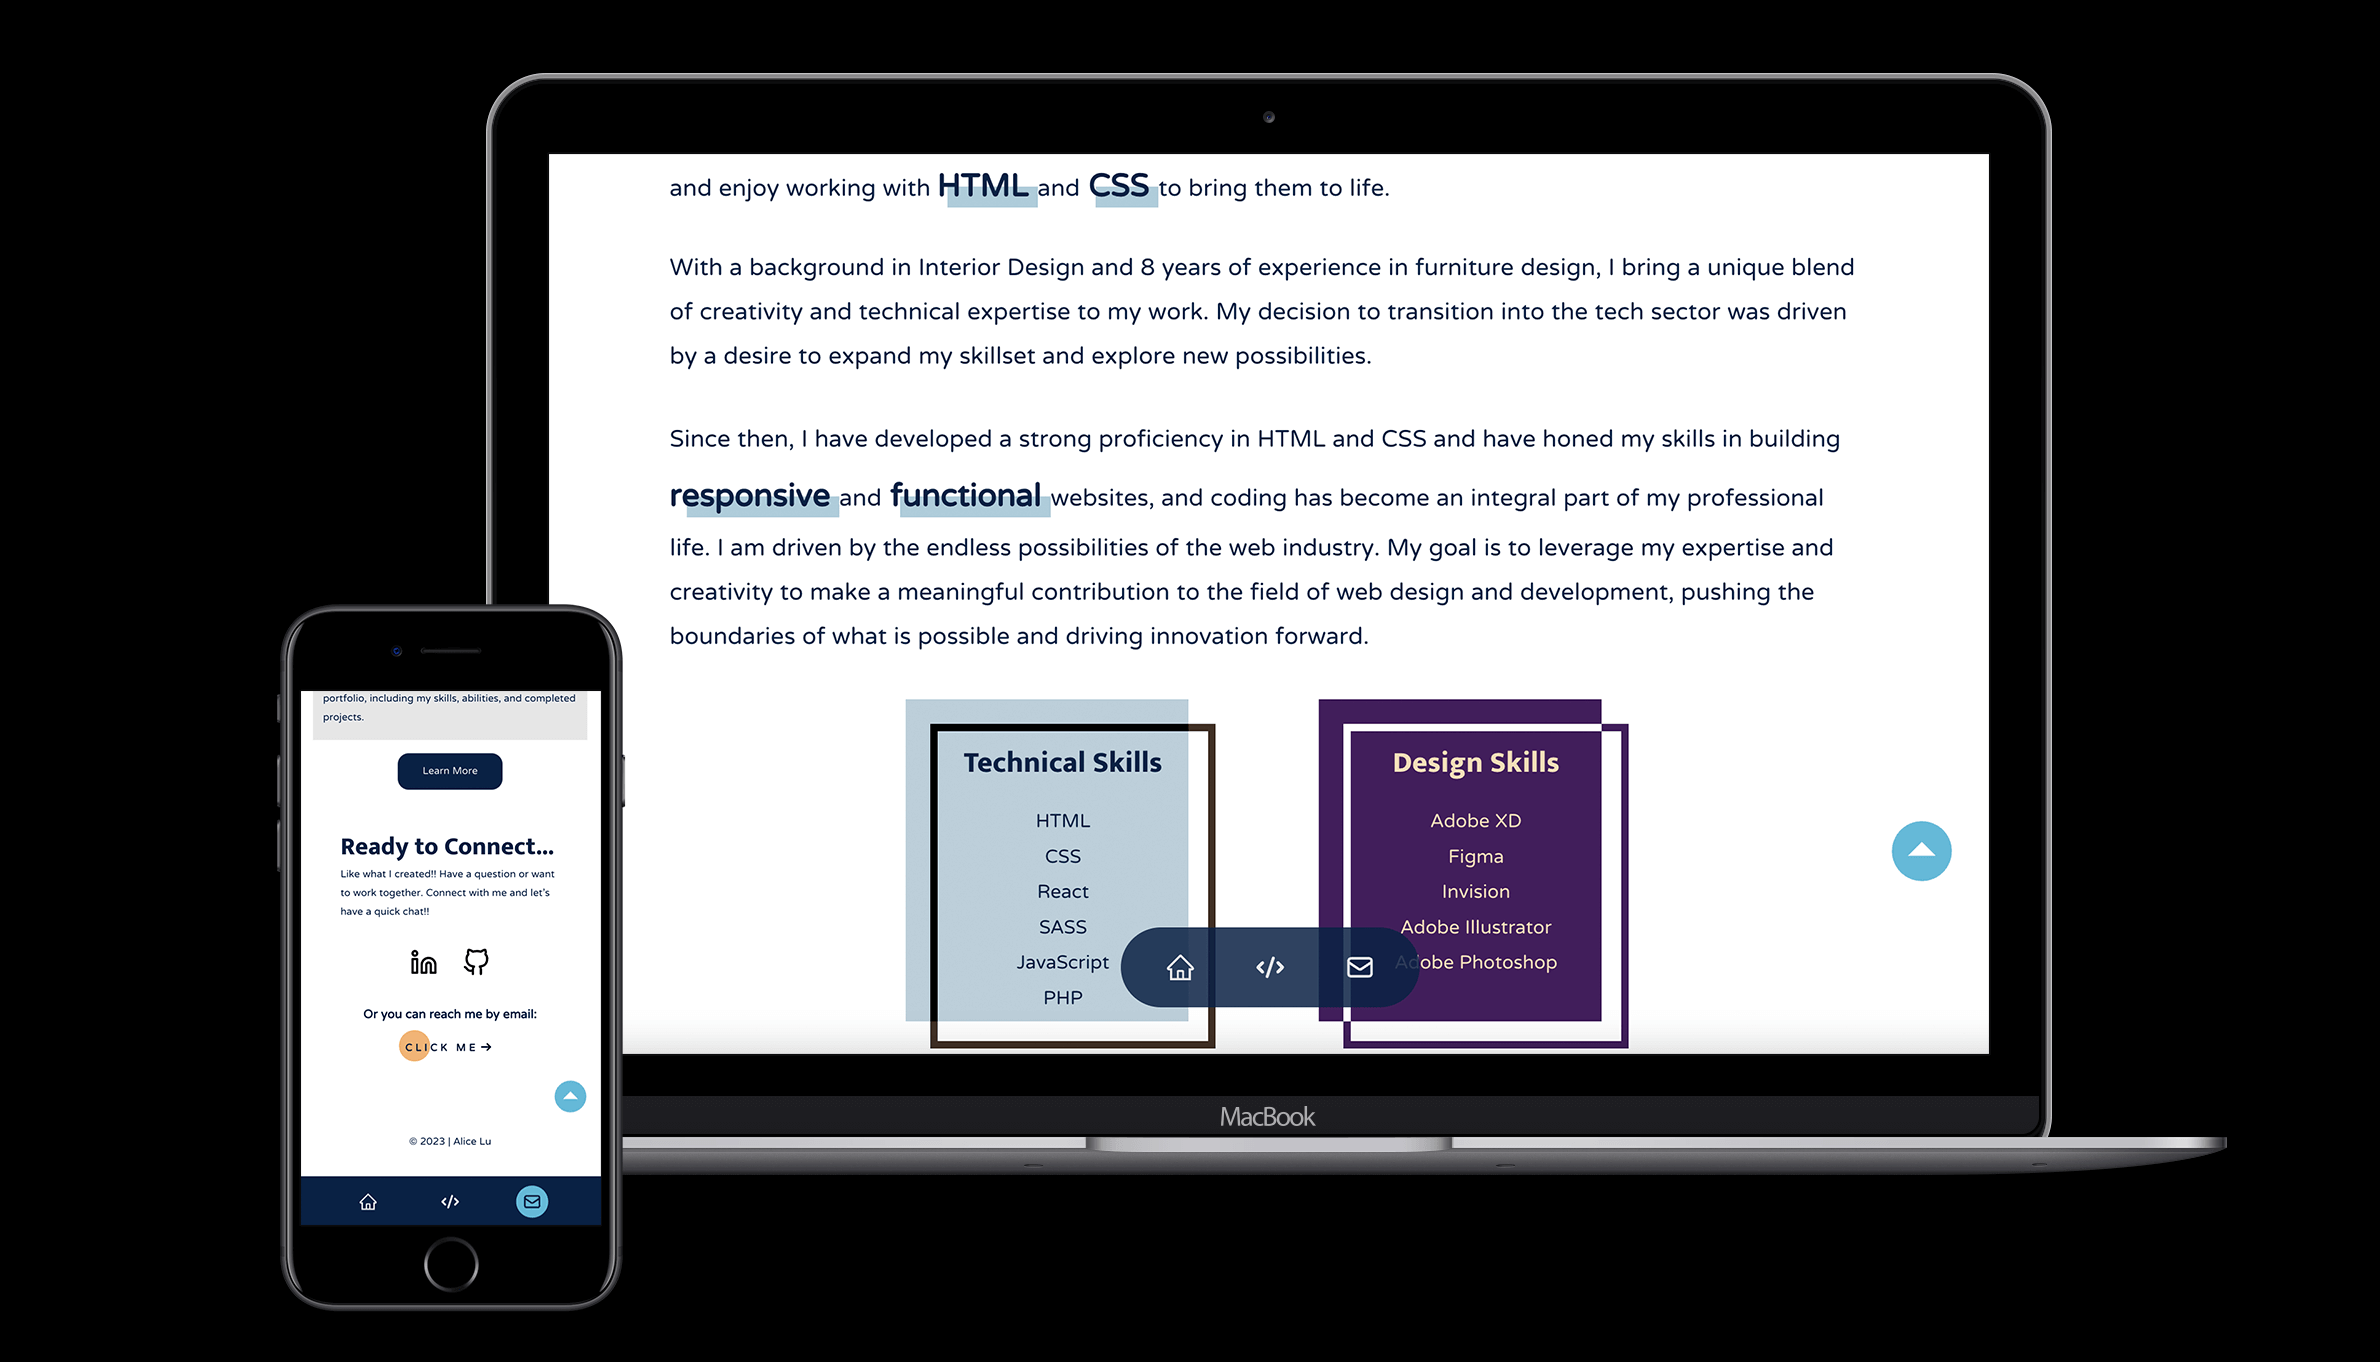 and enjoy working with HTML and CSS to bring them to life.
With a background in Interior Design and 8 years of experience in furniture design, I bring a unique blend
of creativity and technical expertise to my work. My decision to transition into the tech sector was driven
by a desire to expand my skillset and explore new possibilities.
Since then, I have developed a strong proficiency in HTML and CSS and have honed my skills in building
responsive and functional websites, and coding has become an integral part of my professional
life. I am driven by the endless possibilities of the web industry. My goal is to leverage my expertise and
creativity to make a meaningful contribution to the field of web design and development, pushing the
boundaries of what is possible and driving innovation forward.
Technical Skills
HTML
CSS
React
SASS
JavaScript
PHP
Design Skills
Adobe XD
Figma
Invision
Adobe Illustrator
Adobe Photoshop
MacBook
portfolio, including my skills, abilities, and completed
projects.
Learn More
Ready to Connect...
Like what I created!! Have a question or want
to work together. Connect with me and let's
have a quick chat!!
in
Or you can reach me by email:
CLICK ME →
© 2023 | Alice Lu